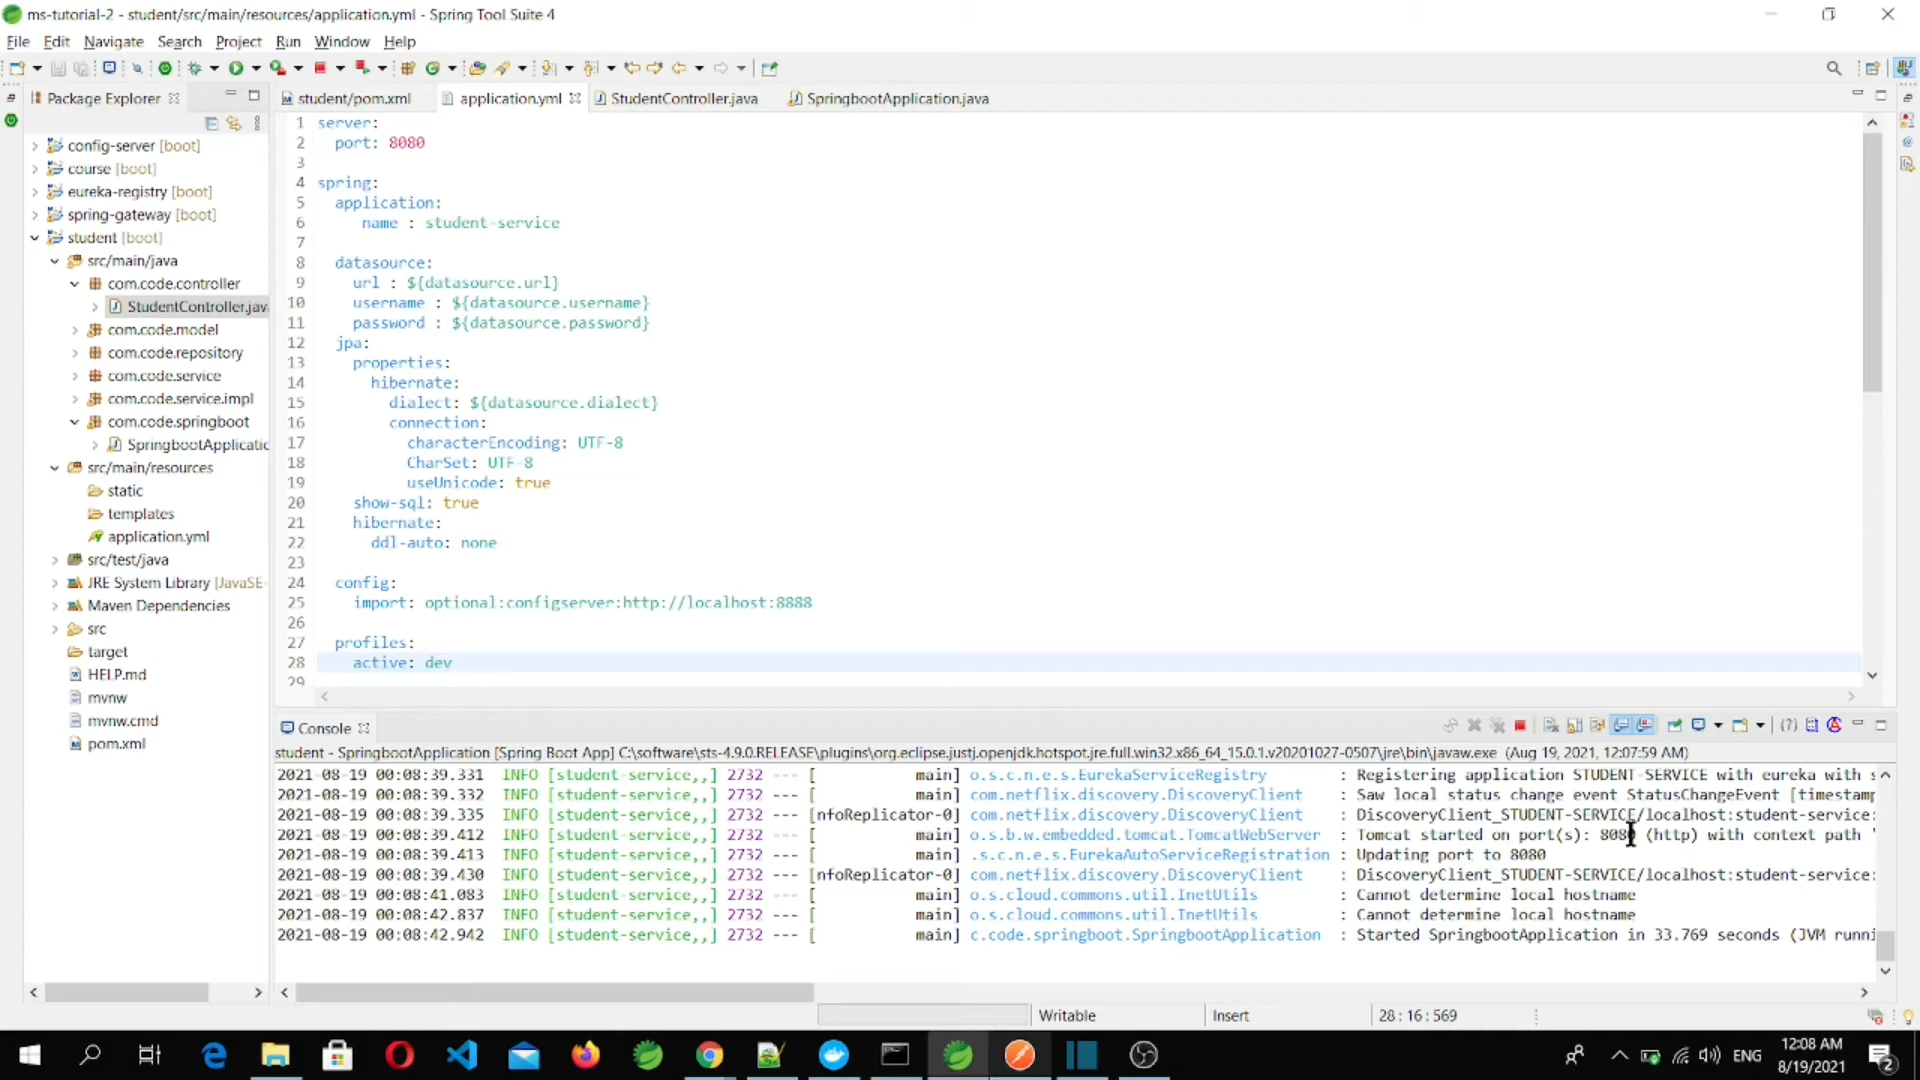 ms-tutorial-2 - student/src/main/resources/application.yml - Spring Tool Suite 4
File Edit Navigate Search Project Run Window Help
Package Explorer
student/pom.xml application.yml StudentController.java SpringbootApplication.java
config-server [boot]
course [boot]
eureka-registry [boot]
spring-gateway [boot]
student [boot]
src/main/java
com.code.controller
StudentController.jav
com.code.model
com.code.repository
com.code.service
com.code.service.impl
com.code.springboot
SpringbootApplicatic
src/main/resources
static
templates
application.yml
src/test/java
JRE System Library [JavaSE-
Maven Dependencies
src
target
HELP.md
mvnw
mvnw.cmd
pom.xml
1 server:
2 port: 8080
3
4 spring:
5 application:
6 name : student-service
7
8 datasource:
9 url : ${datasource.url}
10 username : ${datasource.username}
11 password : ${datasource.password}
12 jpa:
13 properties:
14 hibernate:
15 dialect: ${datasource.dialect}
16 connection:
17 characterEncoding: UTF-8
18 CharSet: UTF-8
19 useUnicode: true
20 show-sql: true
21 hibernate:
22 ddl-auto: none
23
24 config:
25 import: optional:configserver:http://localhost:8888
26
27 profiles:
28 active: dev
29
Console
student - SpringbootApplication [Spring Boot App] C:\software\sts-4.9.0.RELEASE\plugins\org.eclipse.justj.openjdk.hotspot.jre.full.win32.x86_64_15.0.1.v20201027-0507\jre\bin\javaw.exe (Aug 19, 2021, 12:07:59 AM)
2021-08-19 00:08:39.331 INFO [student-service,,] 2732 --- [ main] o.s.c.n.e.s.EurekaServiceRegistry : Registering application STUDENT-SERVICE with eureka with s
2021-08-19 00:08:39.332 INFO [student-service,,] 2732 --- [ main] com.netflix.discovery.DiscoveryClient : Saw local status change event StatusChangeEvent [timestamp
2021-08-19 00:08:39.335 INFO [student-service,,] 2732 --- [nfoReplicator-0] com.netflix.discovery.DiscoveryClient : DiscoveryClient_STUDENT-SERVICE/localhost:student-service:
2021-08-19 00:08:39.412 INFO [student-service,,] 2732 --- [ main] o.s.b.w.embedded.tomcat.TomcatWebServer : Tomcat started on port(s): 8080 (http) with context path '
2021-08-19 00:08:39.413 INFO [student-service,,] 2732 --- [ main] .s.c.n.e.s.EurekaAutoServiceRegistration : Updating port to 8080
2021-08-19 00:08:39.430 INFO [student-service,,] 2732 --- [nfoReplicator-0] com.netflix.discovery.DiscoveryClient : DiscoveryClient_STUDENT-SERVICE/localhost:student-service:
2021-08-19 00:08:41.083 INFO [student-service,,] 2732 --- [ main] o.s.cloud.commons.util.InetUtils : Cannot determine local hostname
2021-08-19 00:08:42.837 INFO [student-service,,] 2732 --- [ main] o.s.cloud.commons.util.InetUtils : Cannot determine local hostname
2021-08-19 00:08:42.942 INFO [student-service,,] 2732 --- [ main] c.code.springboot.SpringbootApplication : Started SpringbootApplication in 33.769 seconds (JVM runni
Writable Insert 28 : 16 : 569
ENG
12:08 AM
8/19/2021
2